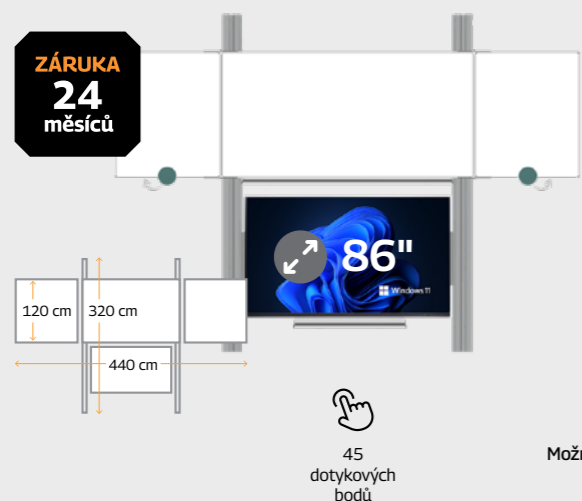 ZÁRUKA
24
měsíců
86"
Windows 11
120 cm
320 cm
440 cm
45
dotykových
bodů